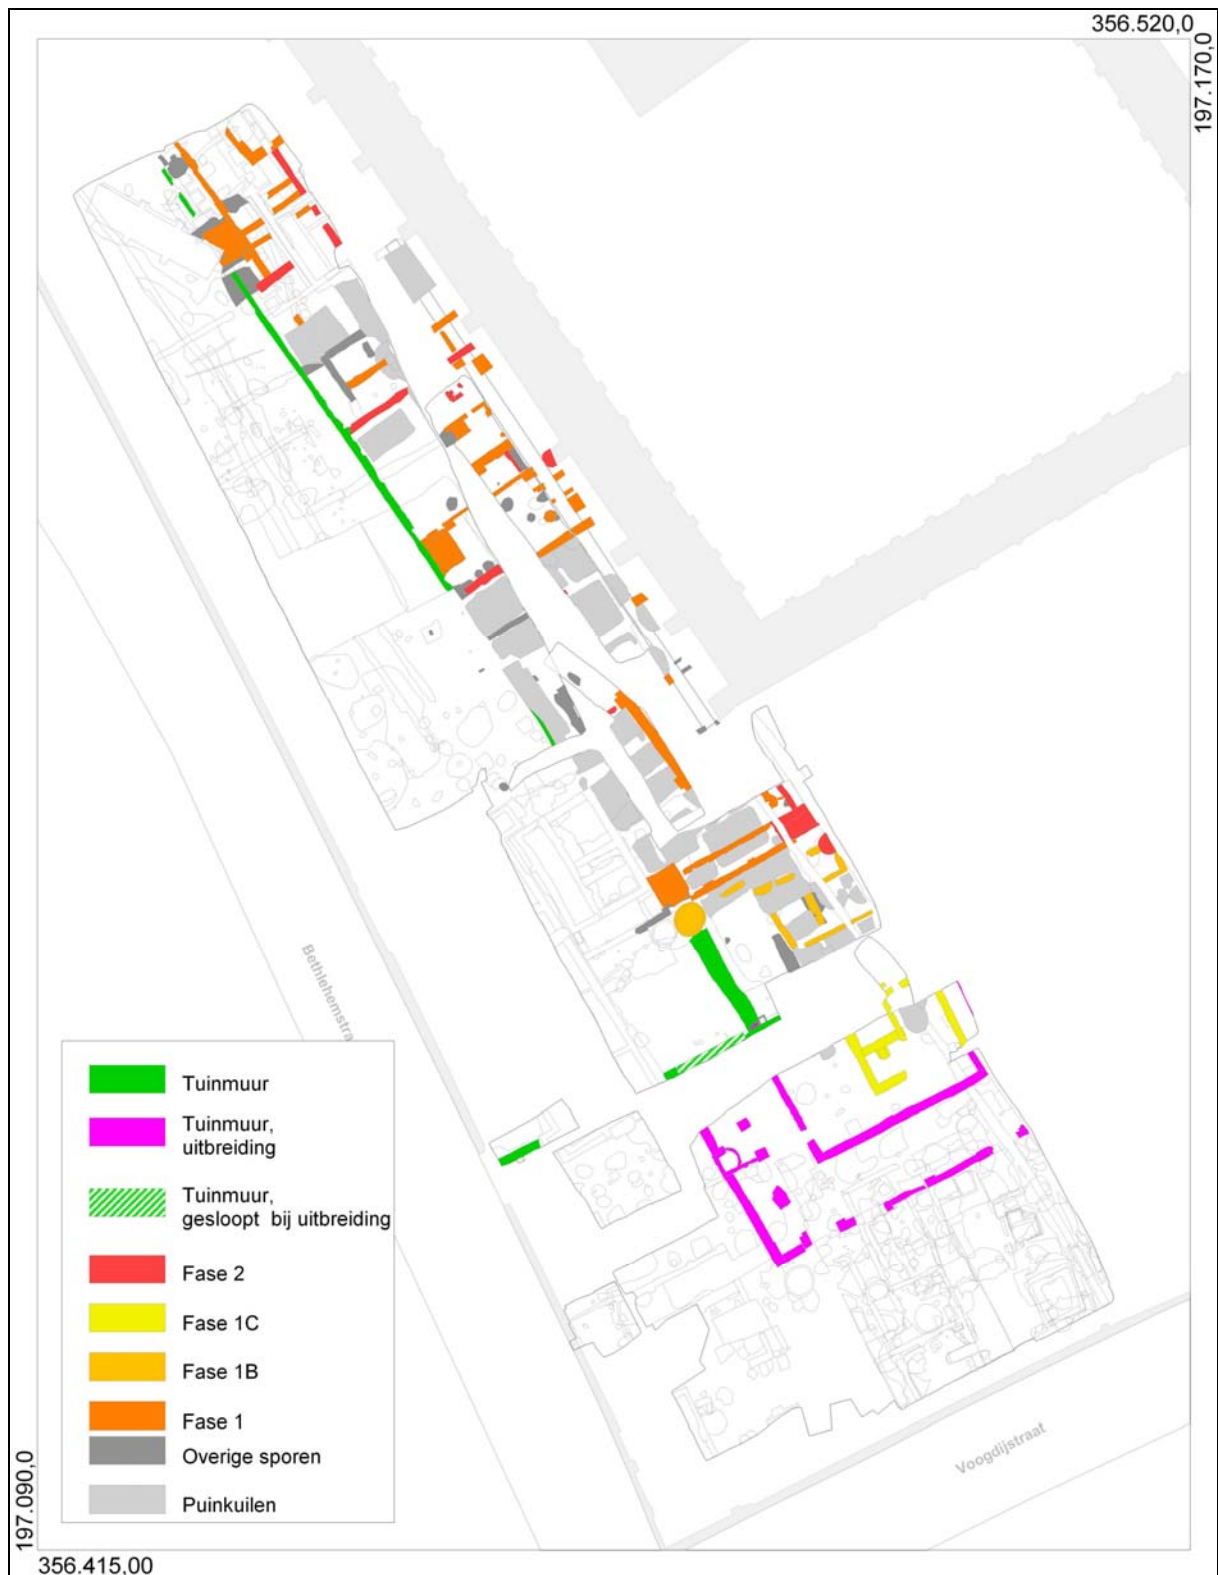 356.520,0
197.170,0
Bethlehemstra
Tuinmuur
Tuinmuur,
uitbreiding
Tuinmuur,
gesloopt bij uitbreiding
Fase 2
Fase 1C
Fase 1B
Fase 1
Overige sporen
Puinkuilen
Voogdijstraat
197.090,0
356.415,00